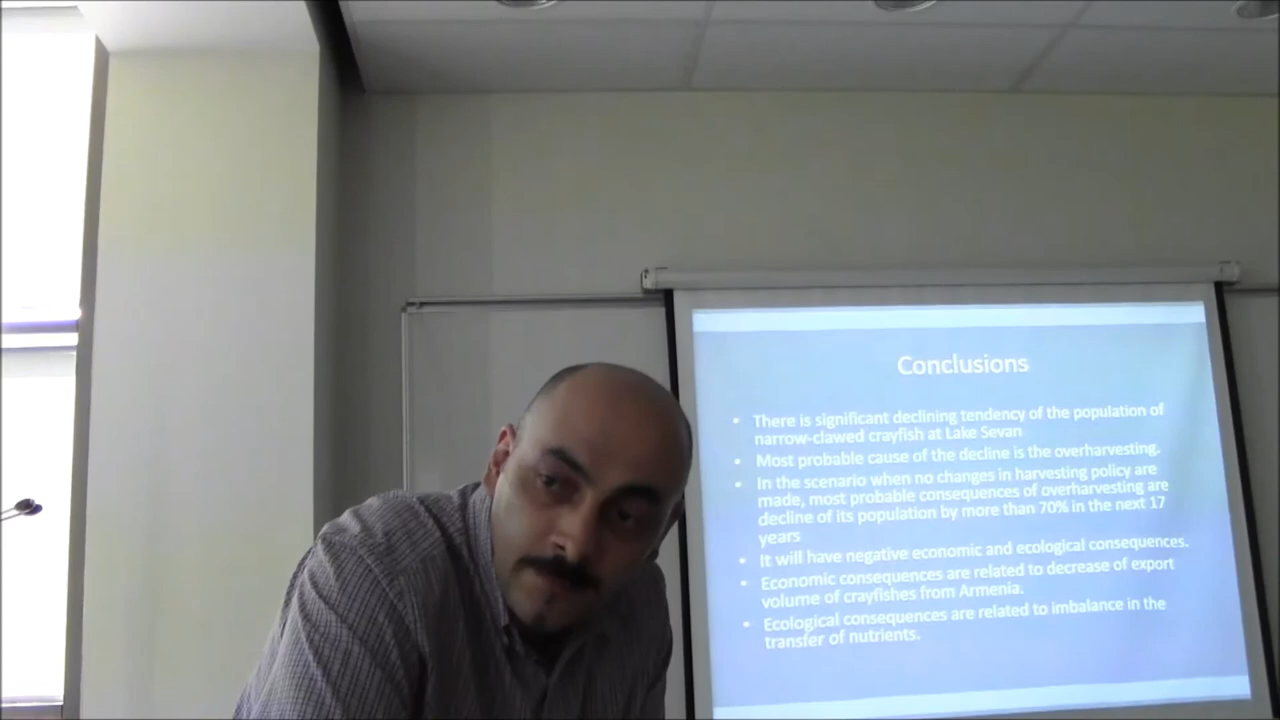 Conclusions
• There is significant declining tendency of the population of
narrow-clawed crayfish at Lake Sevan
• Most probable cause of the decline is the overharvesting.
• In the scenario when no changes in harvesting policy are
made, most probable consequences of overharvesting are
decline of its population by more than 70% in the next 17
years
• It will have negative economic and ecological consequences.
• Economic consequences are related to decrease of export
volume of crayfishes from Armenia.
• Ecological consequences are related to imbalance in the
transfer of nutrients.